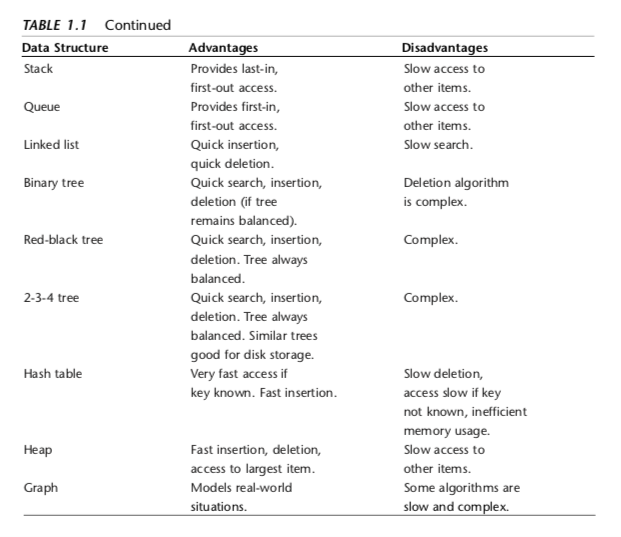 TABLE 1.1 Continued
Data Structure Advantages Disadvantages
Stack Provides last-in, Slow access to
first-out access. other items.
Queue Provides first-in, Slow access to
first-out access. other items.
Linked list Quick insertion, Slow search.
quick deletion.
Binary tree Quick search, insertion, Deletion algorithm
deletion (if tree is complex.
remains balanced).
Red-black tree Quick search, insertion, Complex.
deletion. Tree always
balanced.
2-3-4 tree Quick search, insertion, Complex.
deletion. Tree always
balanced. Similar trees
good for disk storage.
Hash table Very fast access if Slow deletion,
key known. Fast insertion. access slow if key
not known, inefficient
memory usage.
Heap Fast insertion, deletion, Slow access to
access to largest item. other items.
Graph Models real-world Some algorithms are
situations. slow and complex.